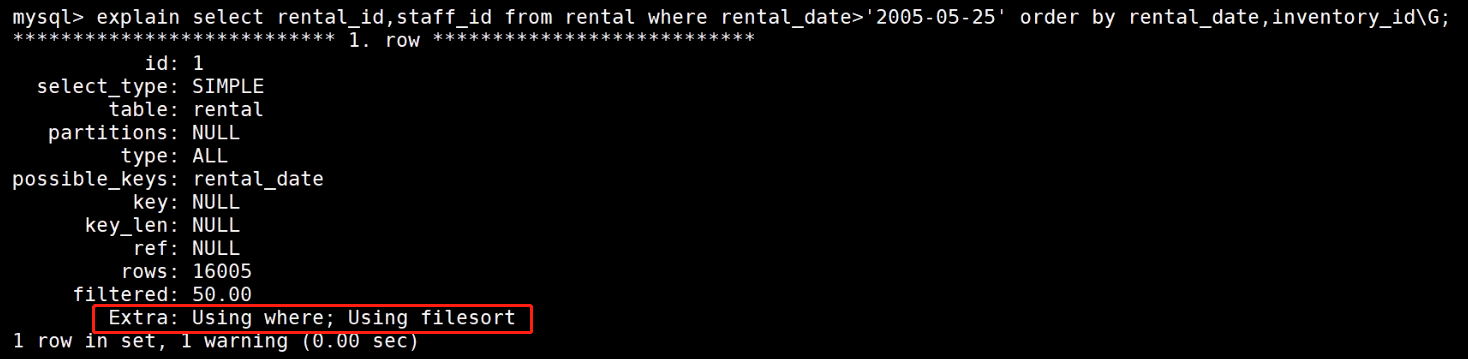 mysql> explain select rental_id,staff_id from rental where rental_date>'2005-05-25' order by rental_date,inventory_id\G;
*************************** 1. row ***************************
id: 1
select_type: SIMPLE
table: rental
partitions: NULL
type: ALL
possible_keys: rental_date
key: NULL
key_len: NULL
ref: NULL
rows: 16005
filtered: 50.00
Extra: Using where; Using filesort
1 row in set, 1 warning (0.00 sec)